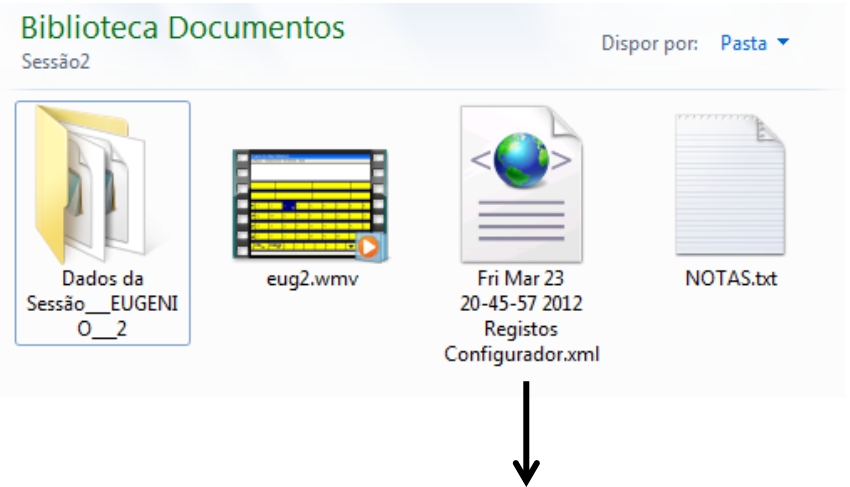 Biblioteca Documentos
Sessão2
Dispor por: Pasta
Dados da
Sessão___EUGENI
O___2
eug2.wmv
Fri Mar 23
20-45-57 2012
Registos
Configurador.xml
NOTAS.txt